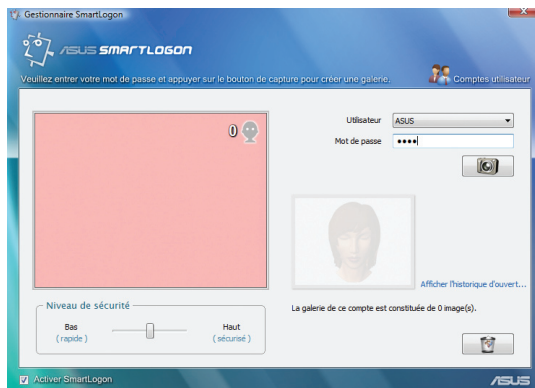 Gestionnaire SmartLogon
ASUS SMARTLOGON
Veuillez entrer votre mot de passe et appuyer sur le bouton de capture pour créer une galerie.
Comptes utilisateur
0
Utilisateur
ASUS
Mot de passe
••••
Afficher l'historique d'ouvert...
La galerie de ce compte est constituée de 0 image(s).
Niveau de sécurité
Bas
(rapide)
Haut
(sécurisé)
Activer SmartLogon
ASUS